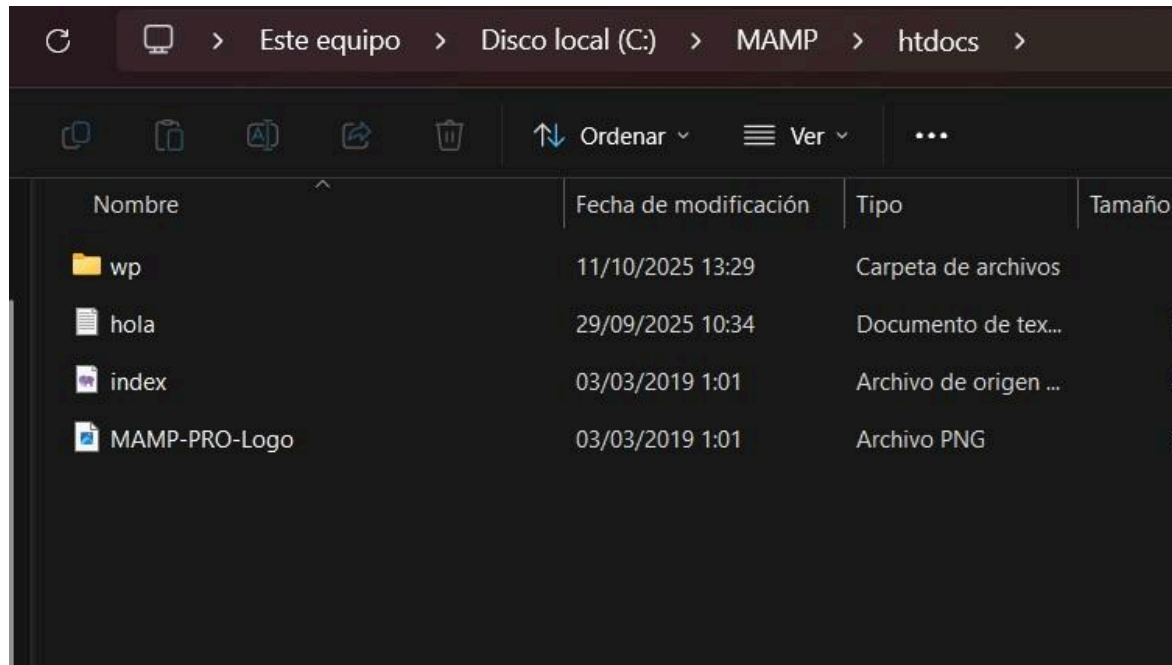 Este equipo > Disco local (C:) > MAMP > htdocs >
Ordenar Ver •••
Nombre Fecha de modificación Tipo Tamaño
wp 11/10/2025 13:29 Carpeta de archivos
hola 29/09/2025 10:34 Documento de tex...
index 03/03/2019 1:01 Archivo de origen ...
MAMP-PRO-Logo 03/03/2019 1:01 Archivo PNG